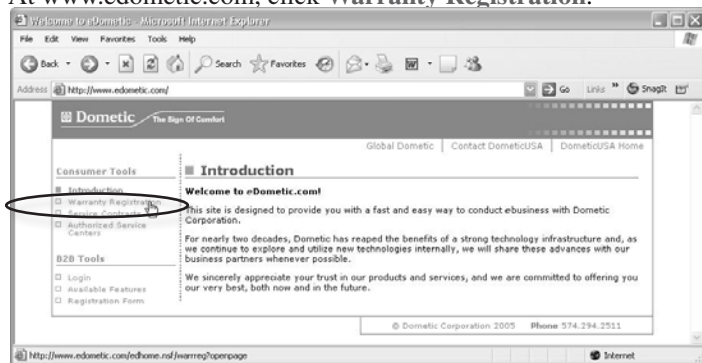 At www.edometic.com, click Warranty Registration.
Welcome to eDometic - Microsoft Internet Explorer
File Edit View Favorites Tools Help
Back Search Favorites
Address http://www.edometic.com/ Go Links » SnagIt
Dometic The Sign Of Comfort
Global Dometic Contact DometicUSA DometicUSA Home
Consumer Tools
Introduction
Warranty Registration
Service Contracts
Authorized Service
Centers
B2B Tools
Login
Available Features
Registration Form
Introduction
Welcome to eDometic.com!
This site is designed to provide you with a fast and easy way to conduct ebusiness with Dometic
Corporation.
For nearly two decades, Dometic has reaped the benefits of a strong technology infrastructure and, as
we continue to explore and utilize new technologies internally, we will share these advances with our
business partners whenever possible.
We sincerely appreciate your trust in our products and services, and we are committed to offering you
our very best, both now and in the future.
© Dometic Corporation 2005 Phone 574.294.2511
http://www.edometic.com/edhome.nsf/warrreg?openpage Internet